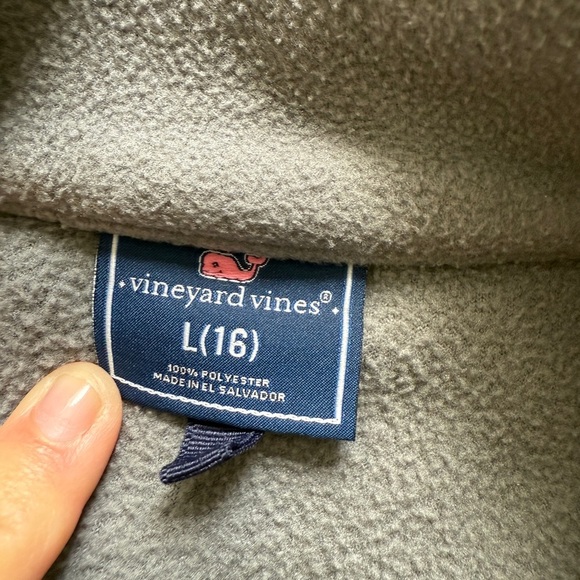 vineyard vines®
L(16)
100% POLYESTER
MADE IN EL SALVADOR